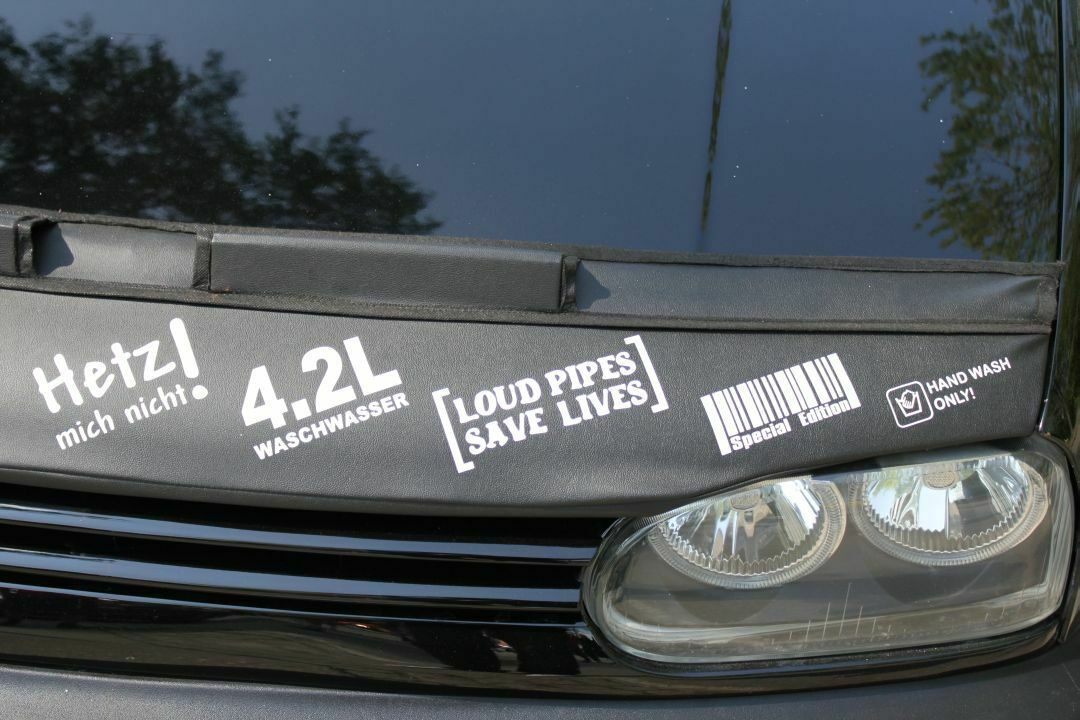 Hetz!
mich nicht
4.2L
WASCHWASSER
[LOUD PIPES
SAVE LIVES]
Special Edition
HAND WASH
ONLY!